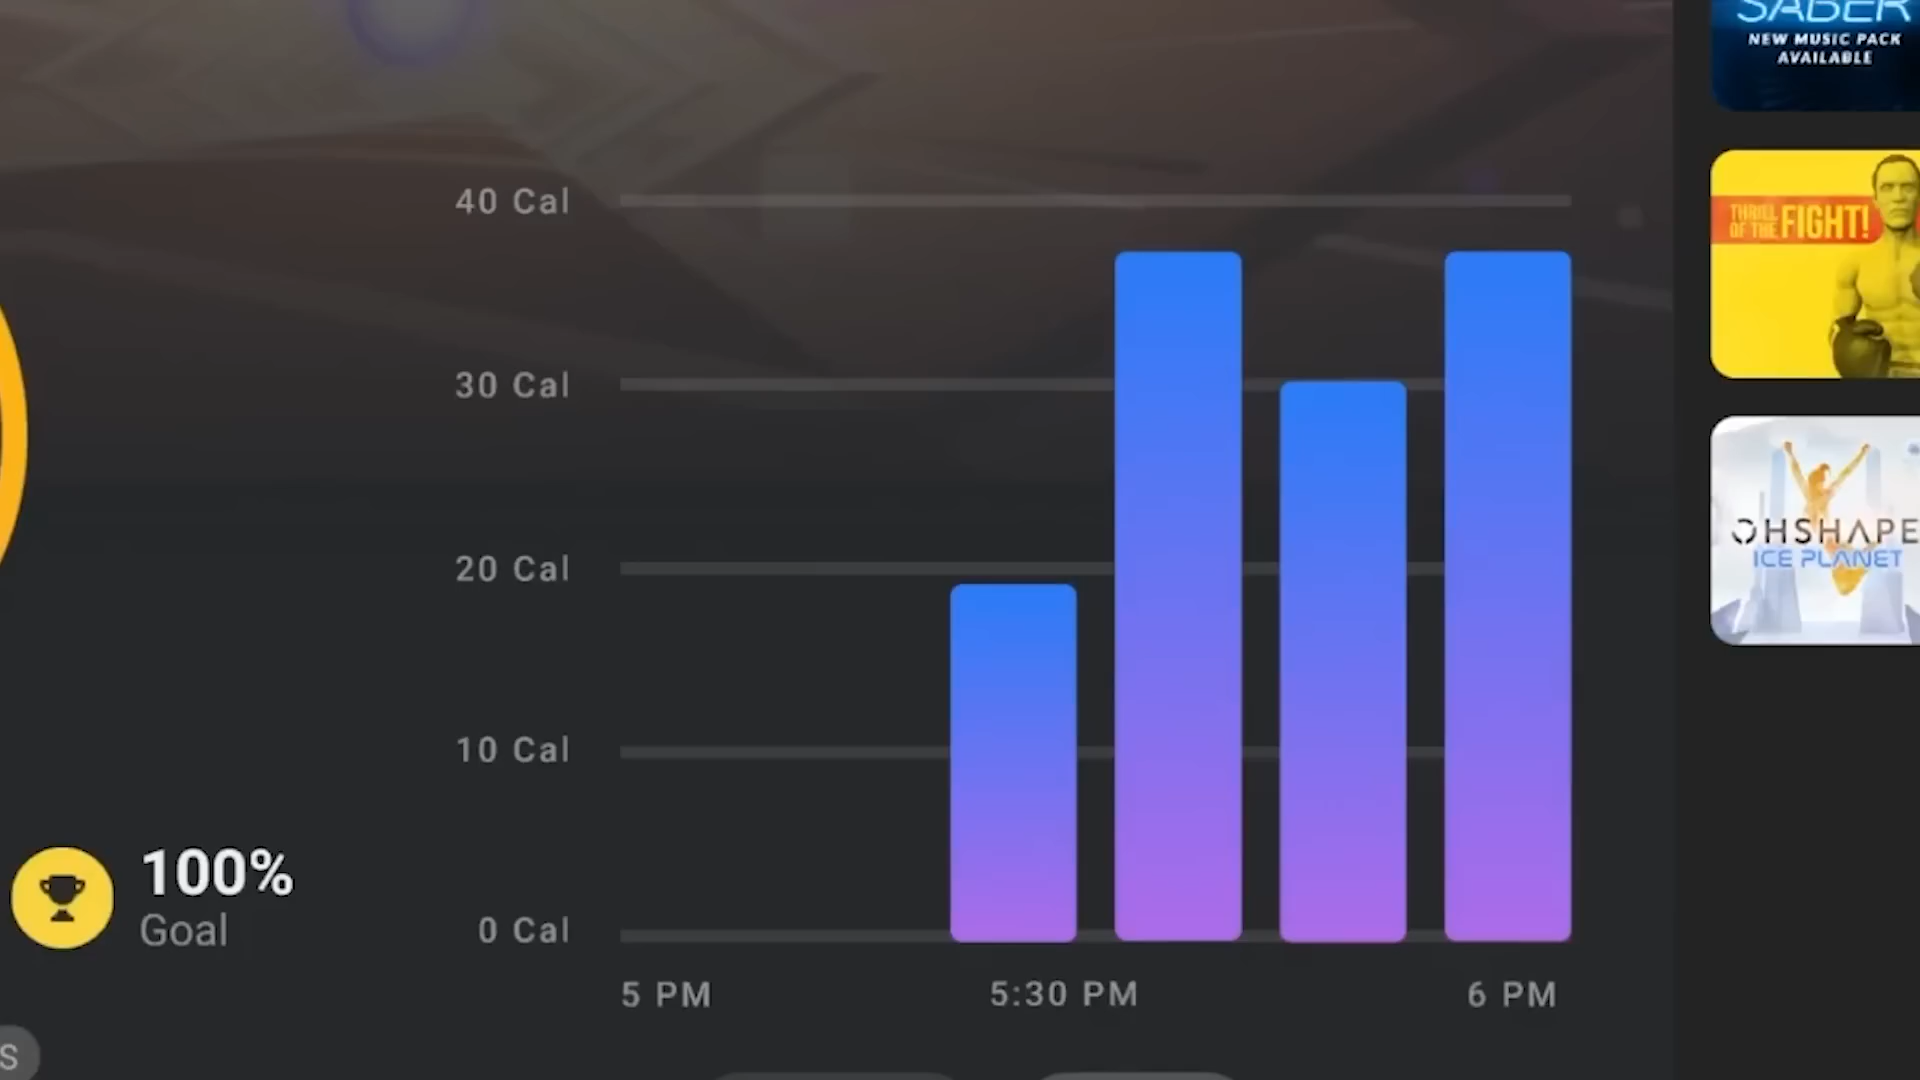 SABER
NEW MUSIC PACK
AVAILABLE
40 Cal
THRILL
OF THE
FIGHT!
30 Cal
20 Cal
OHSHAPE
ICE PLANET
10 Cal
100%
Goal
0 Cal
5 PM
5:30 PM
6 PM
S